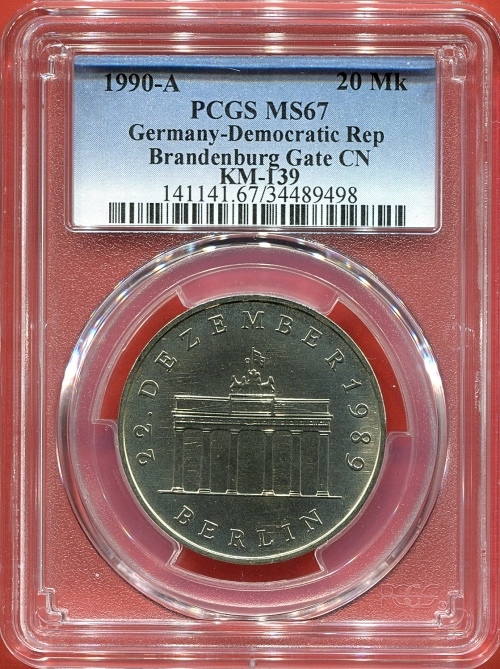 1990-A 20 Mk
PCGS MS67
Germany-Democratic Rep
Brandenburg Gate CN
KM-139
141141.67/34489498
22. DEZEMBER 1989
BERLIN
PCGS